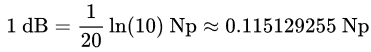 1 dB = 1/20 ln(10) Np ≈ 0.115129255 Np